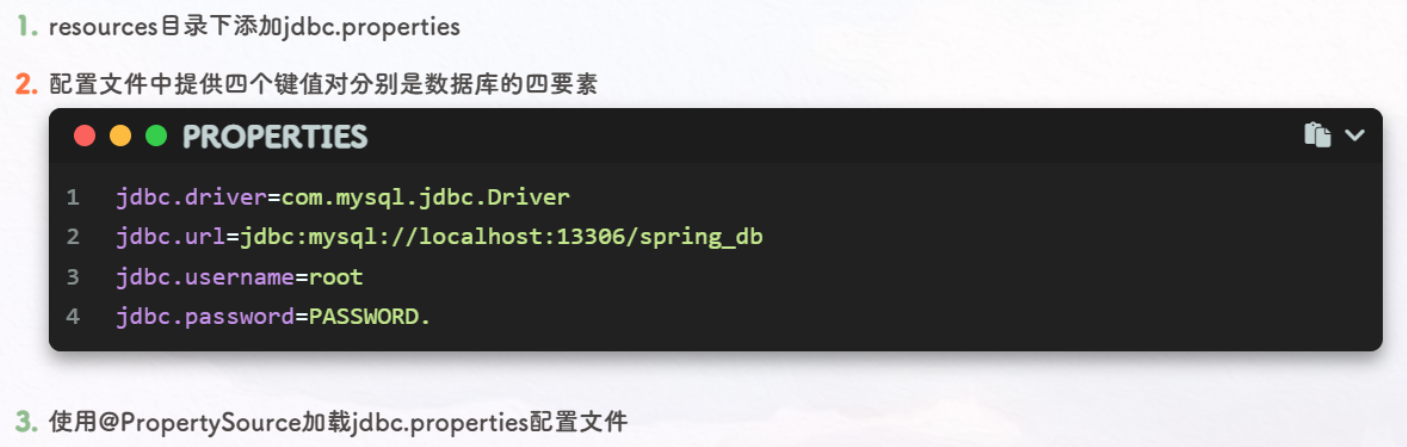 1. resources目录下添加jdbc.properties
2. 配置文件中提供四个键值对分别是数据库的四要素
PROPERTIES
1 jdbc.driver=com.mysql.jdbc.Driver
2 jdbc.url=jdbc:mysql://localhost:13306/spring_db
3 jdbc.username=root
4 jdbc.password=PASSWORD.
3. 使用@PropertySource加载jdbc.properties配置文件